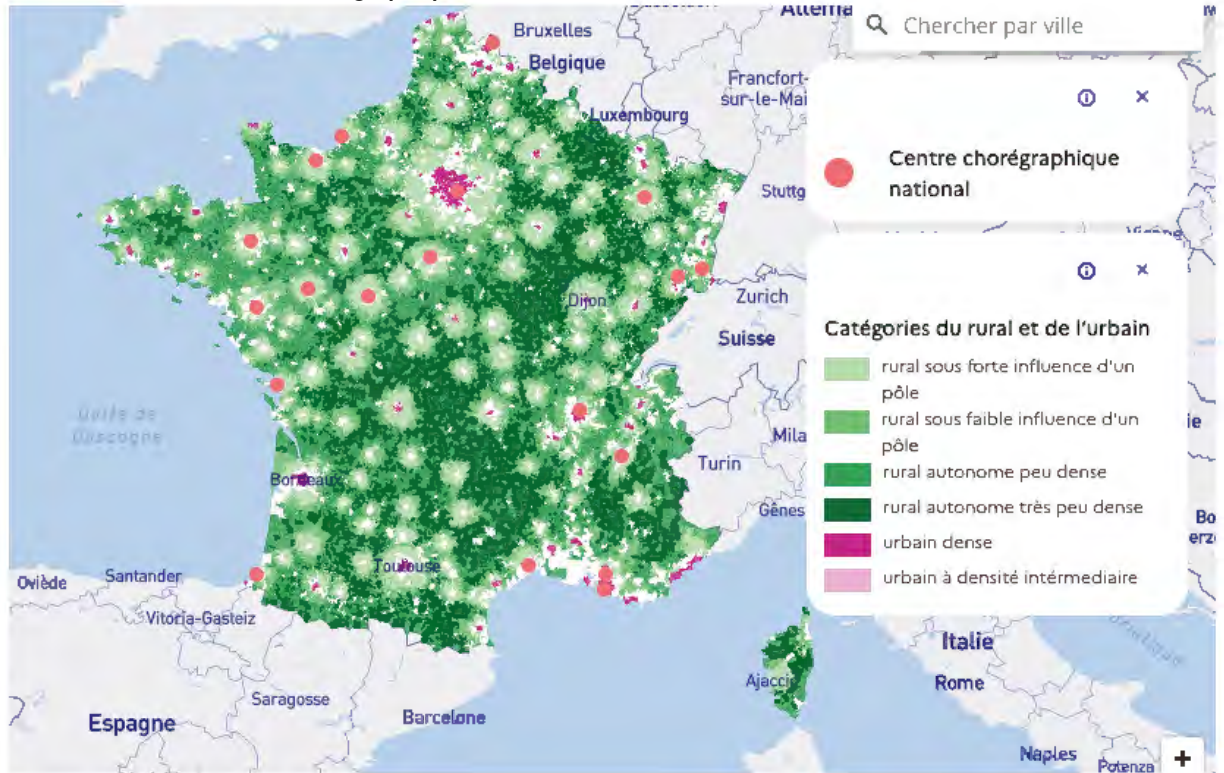 Bruxelles
Belgique
Allema
Chercher par ville
Francfort-
sur-le-Mai
Luxembourg
Stuttg
Centre chorégraphique
national
Dijon
Zurich
Suisse
Catégories du rural et de l'urbain
rural sous forte influence d'un
pôle
rural sous faible influence d'un
pôle
rural autonome peu dense
rural autonome très peu dense
urbain dense
urbain à densité intérmediaire
Golfe de
Gascogne
Mila
Turin
Bordeaux
Gênes
Toulouse
Oviède
Santander
Vitoria-Gasteiz
Italie
Ajaccio
Rome
Saragosse
Barcelone
Espagne
Naples
Potenza
+